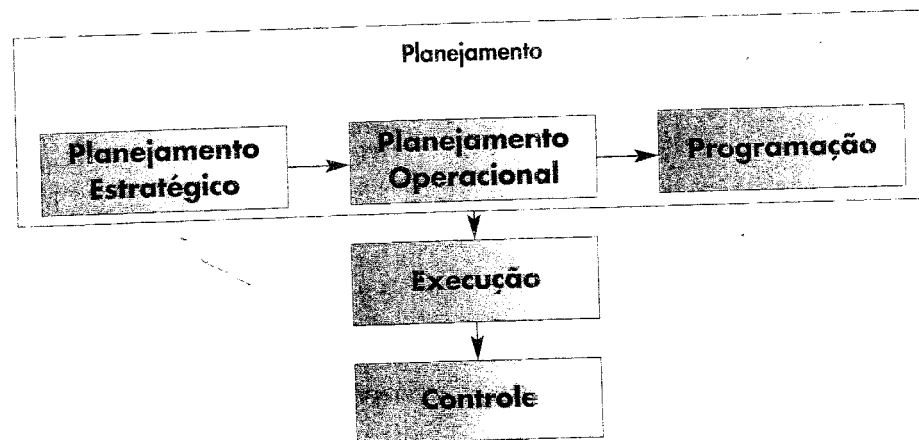 Planejamento
Planejamento
Estratégico
Planejamento
Operacional
Programação
Execução
Controle